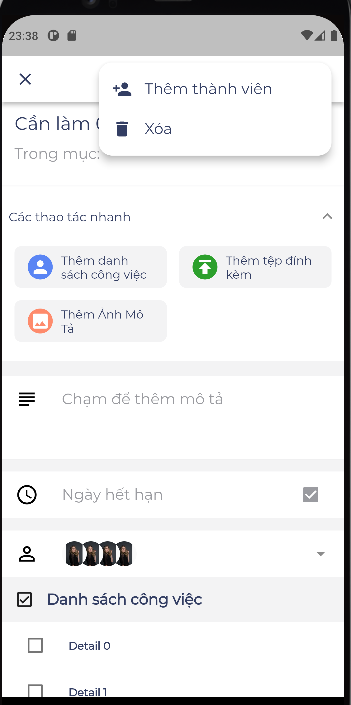 23:38
Thêm thành viên
Xóa
Cần làm
Trong mục:
Các thao tác nhanh
Thêm danh
sách công việc
Thêm tệp đính
kèm
Thêm Ảnh Mô
Tả
Chạm để thêm mô tả
Ngày hết hạn
Danh sách công việc
Detail 0
Detail 1